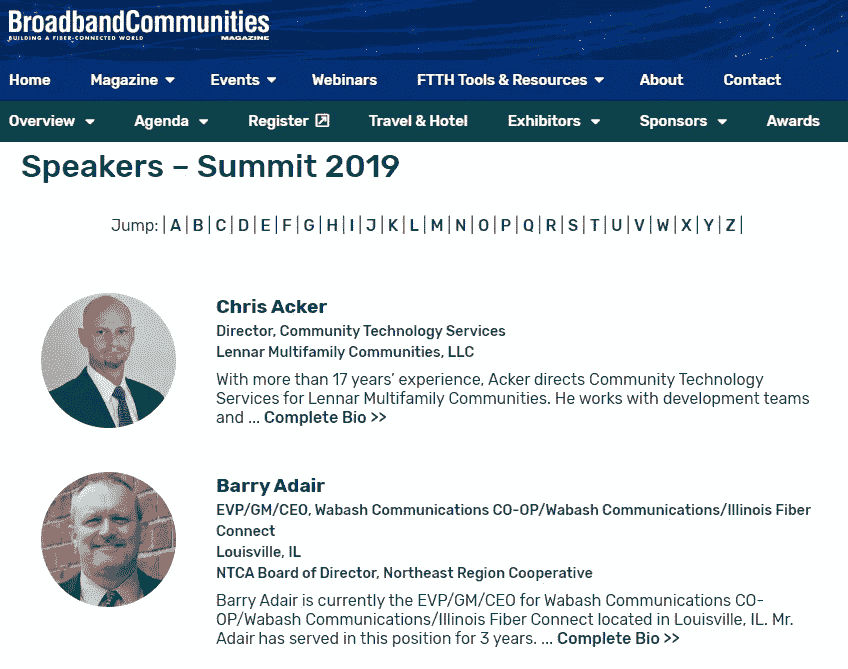 BroadbandCommunities
BUILDING A FIBER-CONNECTED WORLD MAGAZINE
Home Magazine Events Webinars FTTH Tools & Resources About Contact
Overview Agenda Register Travel & Hotel Exhibitors Sponsors Awards
Speakers – Summit 2019
Jump: | A | B | C | D | E | F | G | H | I | J | K | L | M | N | O | P | Q | R | S | T | U | V | W | X | Y | Z |
Chris Acker
Director, Community Technology Services
Lennar Multifamily Communities, LLC
With more than 17 years’ experience, Acker directs Community Technology
Services for Lennar Multifamily Communities. He works with development teams
and ... Complete Bio >>
Barry Adair
EVP/GM/CEO, Wabash Communications CO-OP/Wabash Communications/Illinois Fiber
Connect
Louisville, IL
NTCA Board of Director, Northeast Region Cooperative
Barry Adair is currently the EVP/GM/CEO for Wabash Communications CO-
OP/Wabash Communications/Illinois Fiber Connect located in Louisville, IL. Mr.
Adair has served in this position for 3 years. ... Complete Bio >>